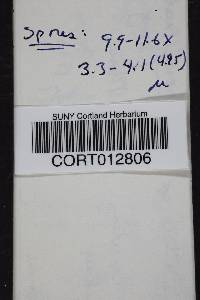 Spores: 9.9-11.6 x
3.3-4.1 (4.95)
µ
SUNY Cortland Herbarium
CORT012806